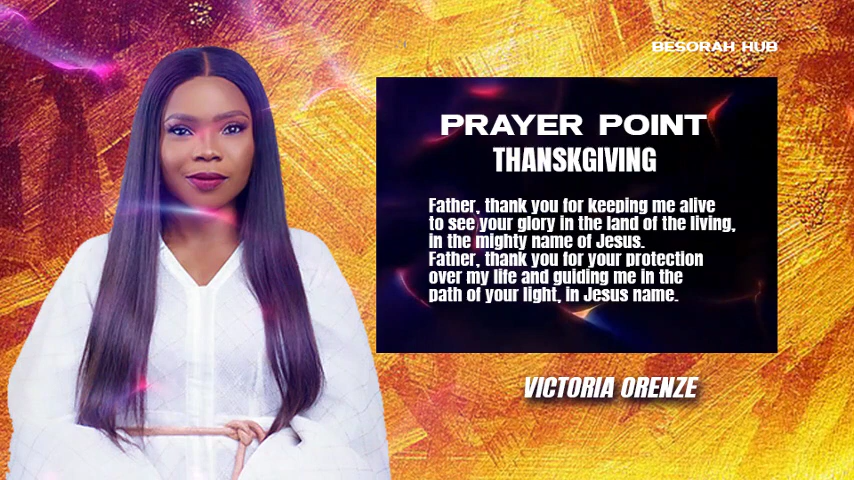 BESORAH HUB
PRAYER POINT
THANSKGIVING
Father, thank you for keeping me alive
to see your glory in the land of the living,
in the mighty name of Jesus.
Father, thank you for your protection
over my life and guiding me in the
path of your light, in Jesus name.
VICTORIA ORENZE